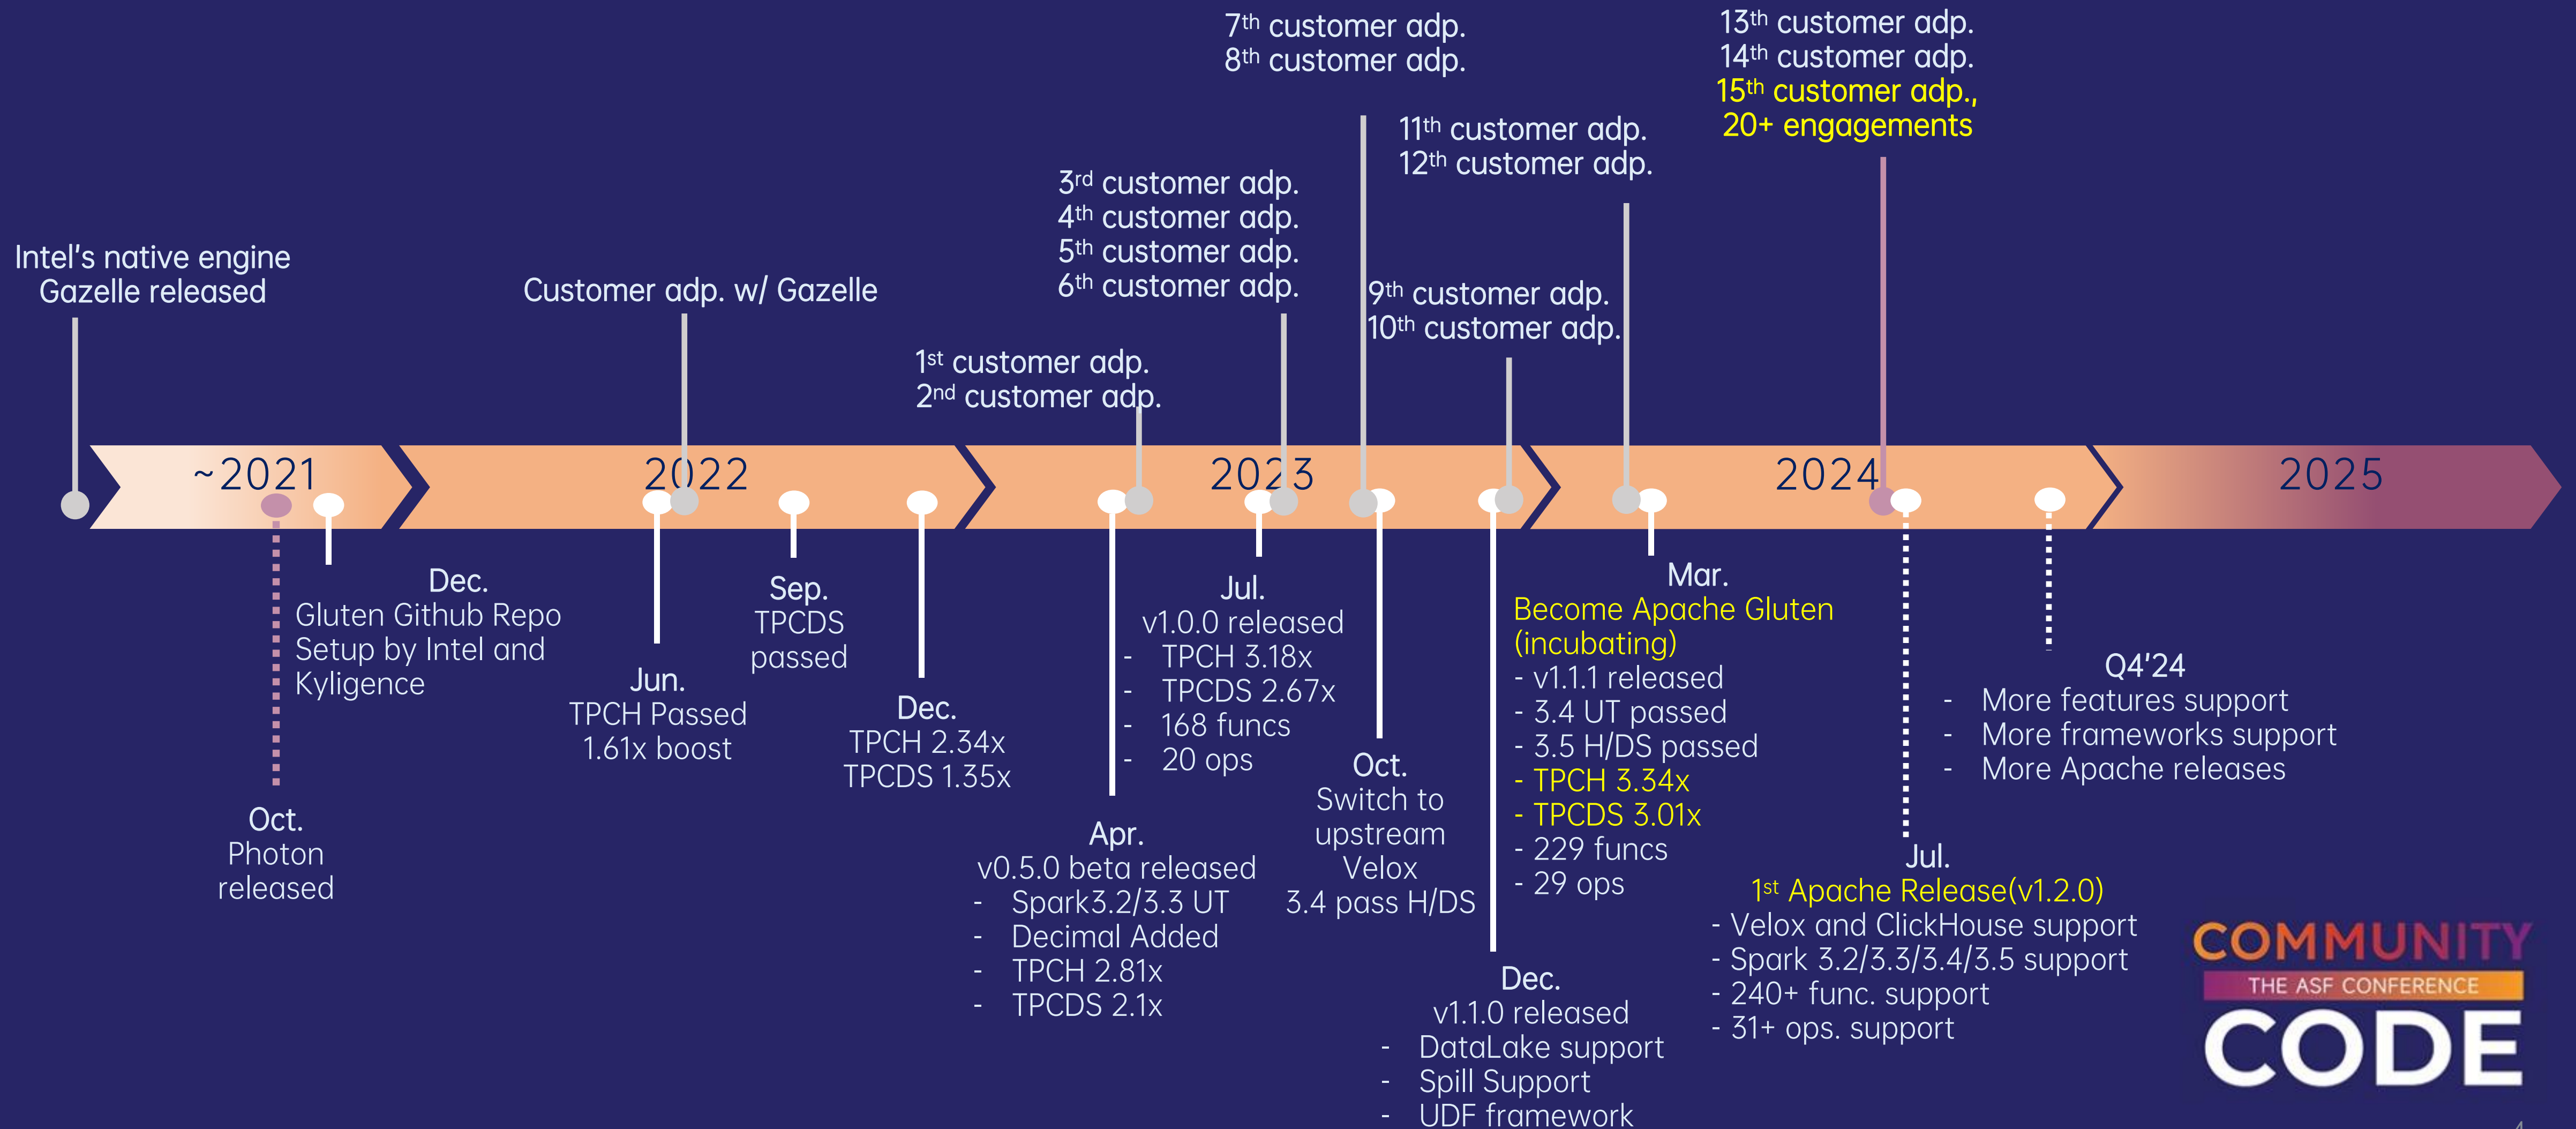 7th customer adp.
8th customer adp.
13th customer adp.
14th customer adp.
15th customer adp.,
20+ engagements
11th customer adp.
12th customer adp.
3rd customer adp.
4th customer adp.
5th customer adp.
6th customer adp.
Intel's native engine
Gazelle released
Customer adp. w/ Gazelle
9th customer adp.
10th customer adp.
1st customer adp.
2nd customer adp.
~2021
2022
2023
2024
2025
Oct.
Photon
released
Dec.
Gluten Github Repo
Setup by Intel and
Kyligence
Jun.
TPCH Passed
1.61x boost
Sep.
TPCDS
passed
Dec.
TPCH 2.34x
TPCDS 1.35x
Apr.
v0.5.0 beta released
- Spark3.2/3.3 UT
- Decimal Added
- TPCH 2.81x
- TPCDS 2.1x
Jul.
v1.0.0 released
- TPCH 3.18x
- TPCDS 2.67x
- 168 funcs
- 20 ops
Oct.
Switch to
upstream
Velox
3.4 pass H/DS
Dec.
v1.1.0 released
- DataLake support
- Spill Support
- UDF framework
Mar.
Become Apache Gluten
(incubating)
- v1.1.1 released
- 3.4 UT passed
- 3.5 H/DS passed
- TPCH 3.34x
- TPCDS 3.01x
- 229 funcs
- 29 ops
Jul.
1st Apache Release(v1.2.0)
- Velox and ClickHouse support
- Spark 3.2/3.3/3.4/3.5 support
- 240+ func. support
- 31+ ops. support
Q4'24
- More features support
- More frameworks support
- More Apache releases
COMMUNITY
THE ASF CONFERENCE
CODE